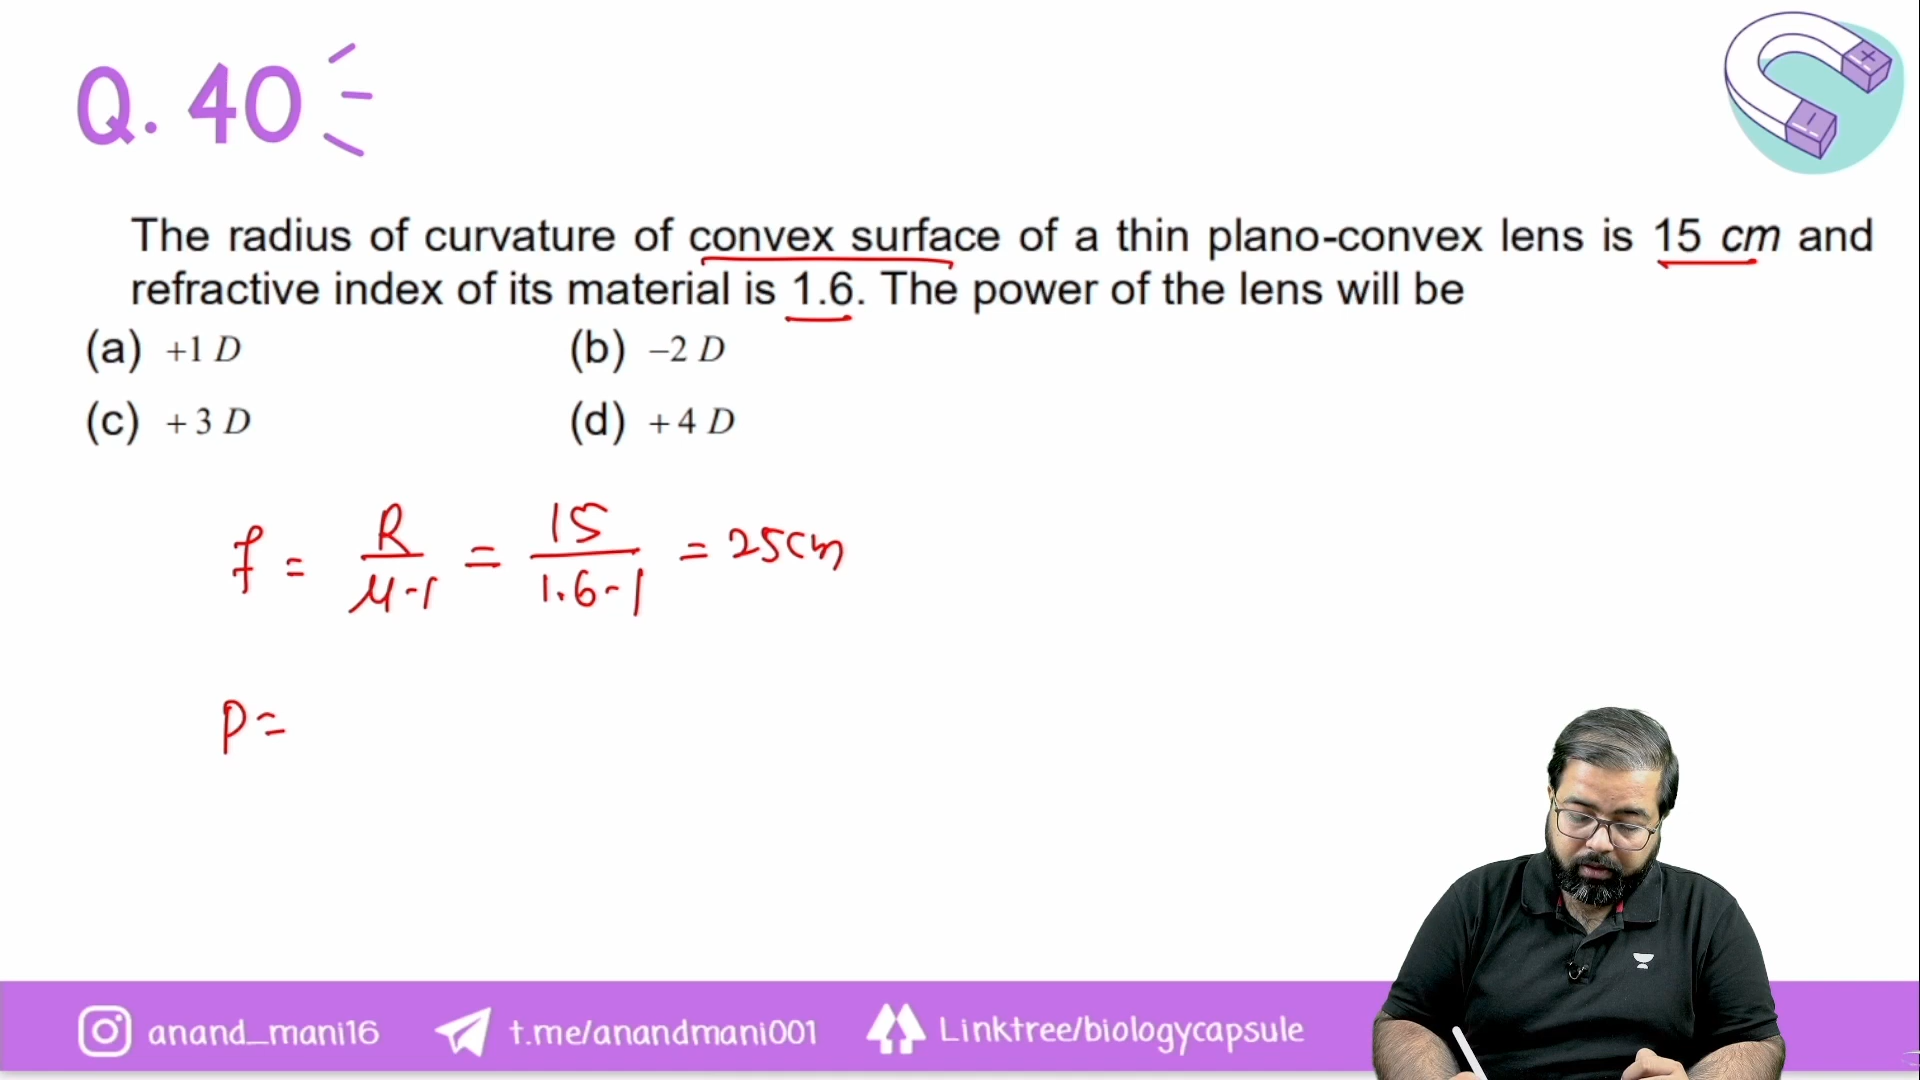 Q. 40
The radius of curvature of convex surface of a thin plano-convex lens is 15 cm and
refractive index of its material is 1.6. The power of the lens will be
(a) +1 D (b) –2 D
(c) + 3 D (d) + 4 D
f = R / μ-1 = 15 / 1.6-1 = 25cm
P=
anand_mani16 t.me/anandmani001 Linktree/biologycapsule